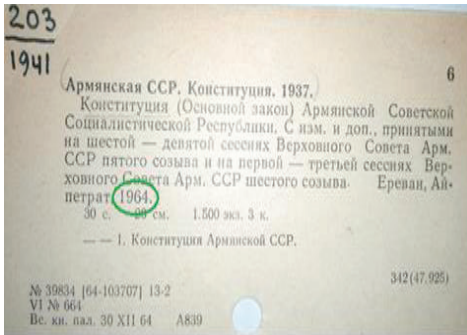 203
1941
6
Армянская ССР. Конституция. 1937.
Конституция (Основной закон) Армянской Советской
Социалистической Республики. С изм. и доп., принятыми
на шестой — девятой сессиях Верховного Совета Арм.
ССР пятого созыва и на первой — третьей сессиях Вер-
ховного Совета Арм. ССР шестого созыва. Ереван, Ай-
петрат, 1964.
30 с. см. 1.500 экз. 3 к.
— — 1. Конституция Армянской ССР.
342(47.925)
№ 39834 [64-103707] 13-2
VI № 664
Вс. кн. пал. 30 XII 64 А839